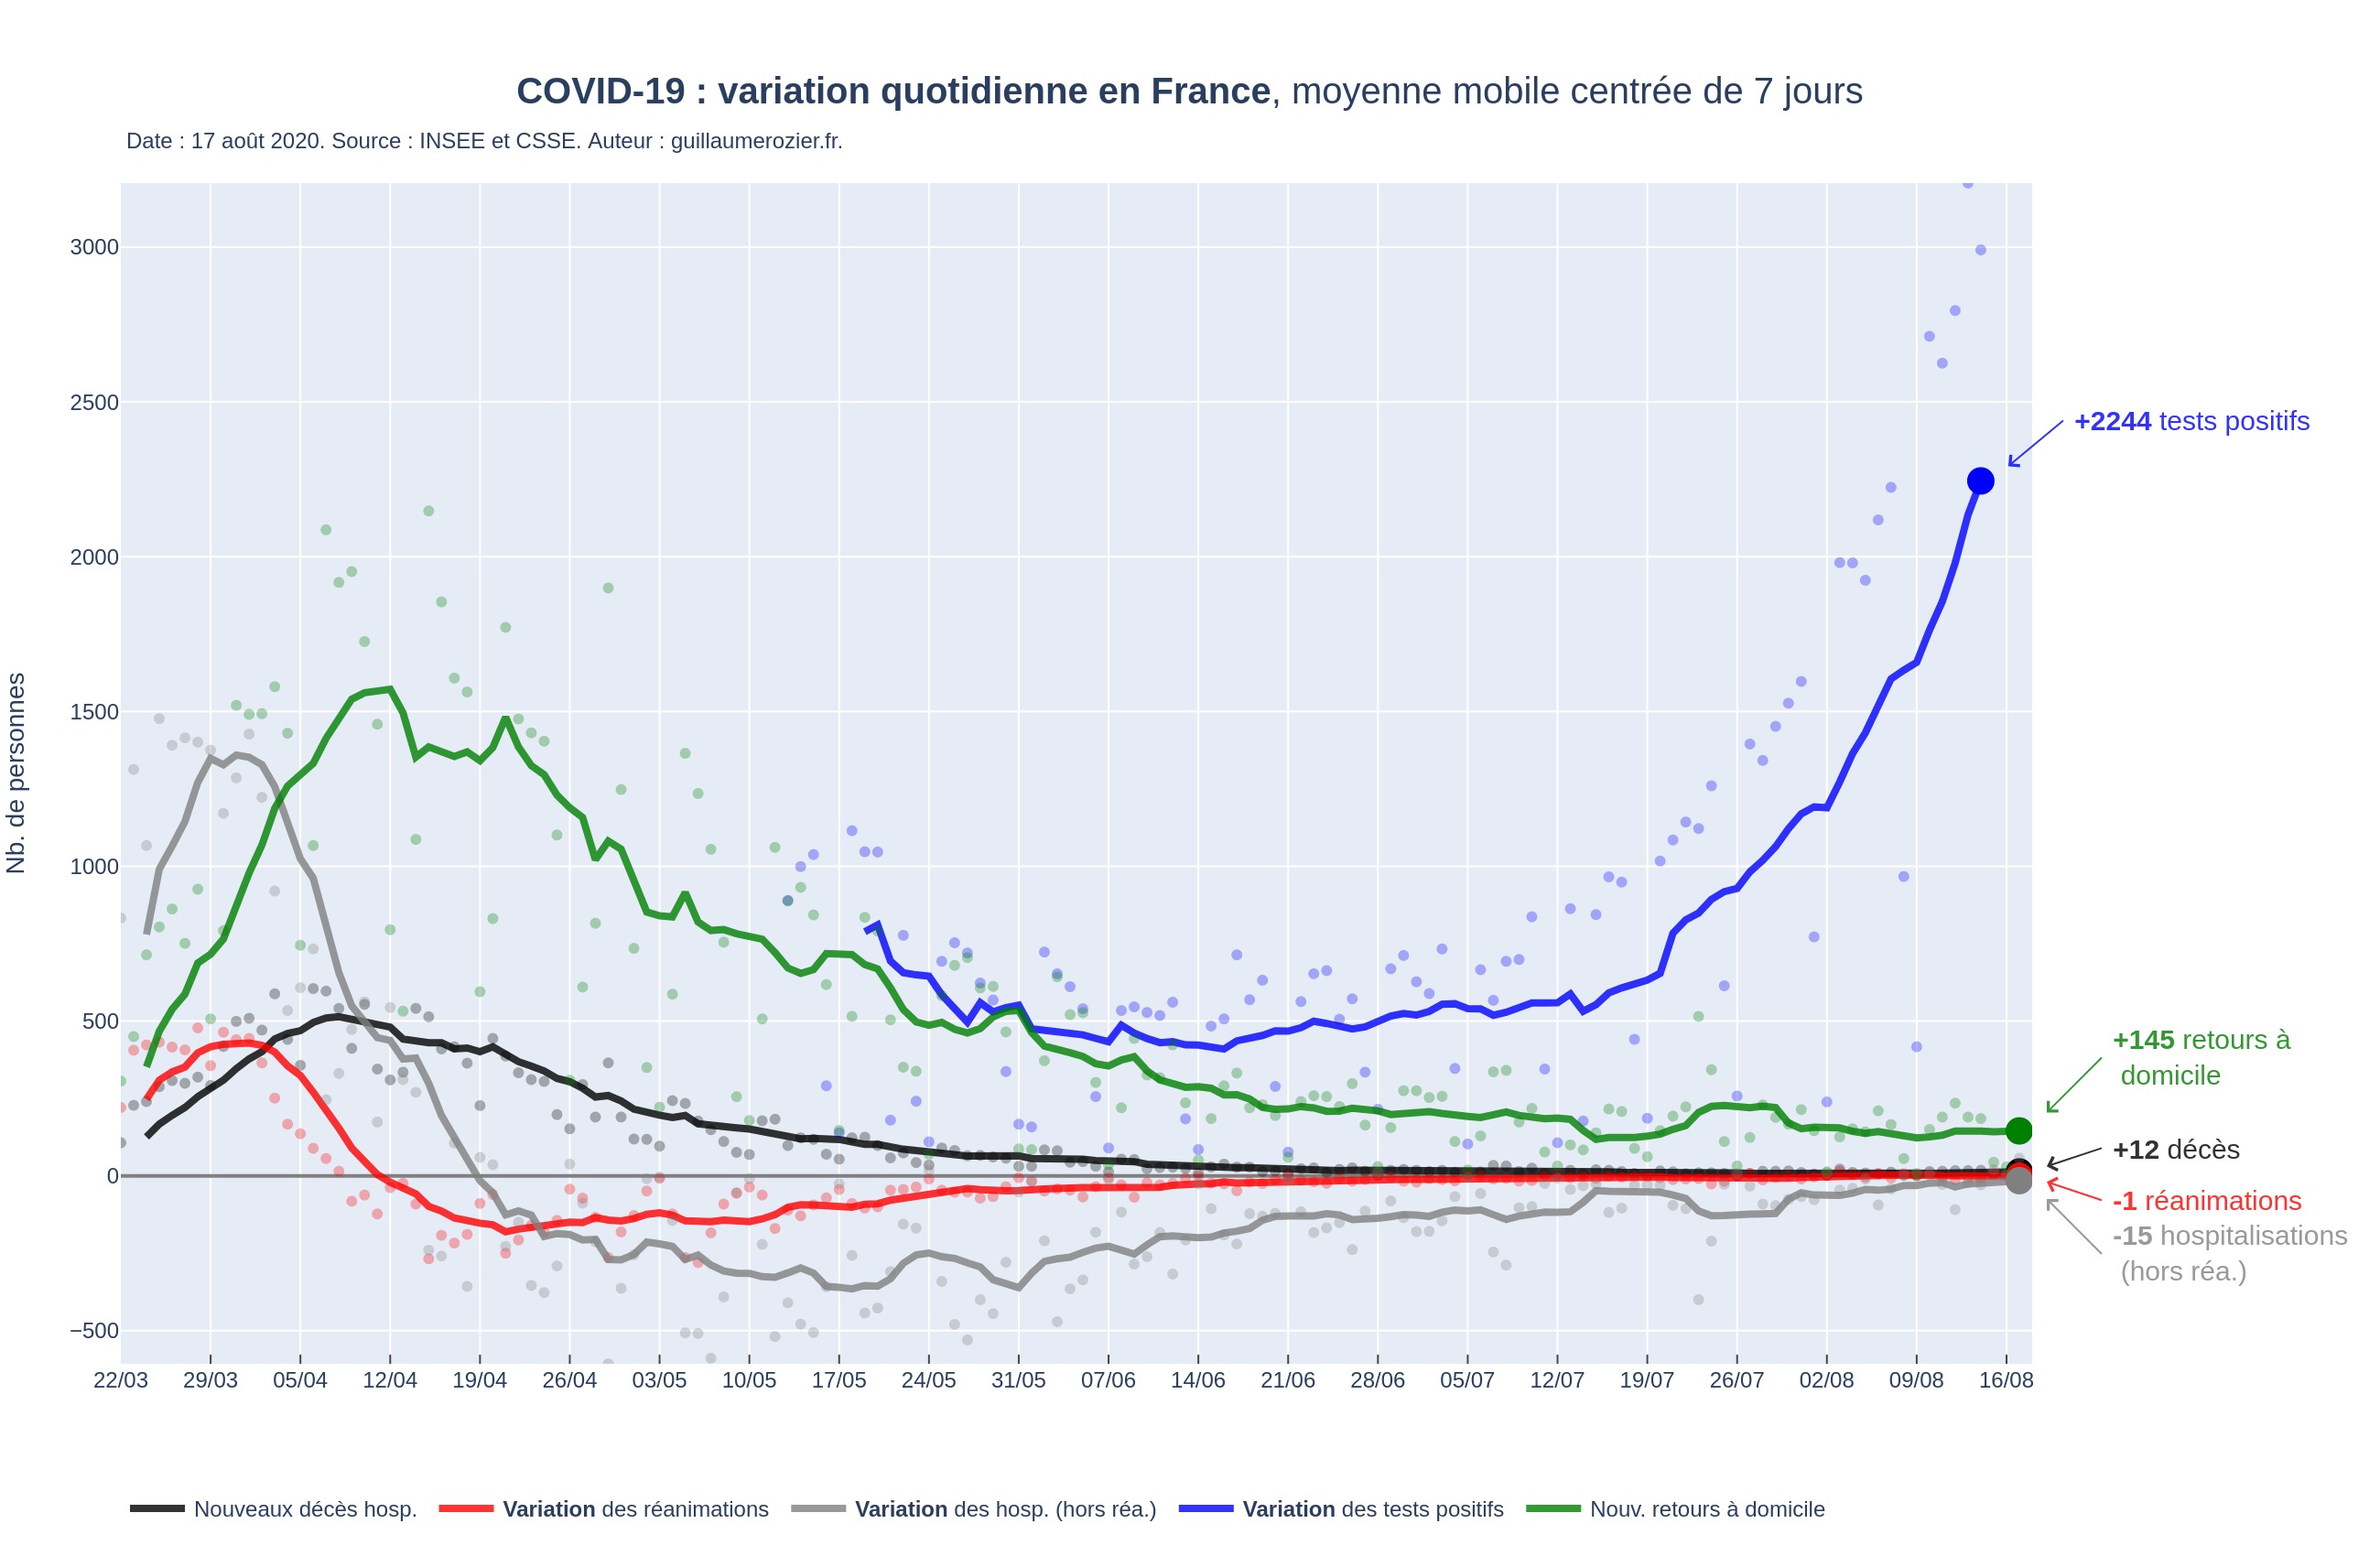 COVID-19 : variation quotidienne en France, moyenne mobile centrée de 7 jours
Date : 17 août 2020. Source : INSEE et CSSE. Auteur : guillaumerozier.fr.
Nb. de personnes
3000
2500
2000
1500
1000
500
0
−500
22/03 29/03 05/04 12/04 19/04 26/04 03/05 10/05 17/05 24/05 31/05 07/06 14/06 21/06 28/06 05/07 12/07 19/07 26/07 02/08 09/08 16/08
+2244 tests positifs
+145 retours à
domicile
+12 décès
-1 réanimations
-15 hospitalisations
(hors réa.)
Nouveaux décès hosp. Variation des réanimations Variation des hosp. (hors réa.) Variation des tests positifs Nouv. retours à domicile